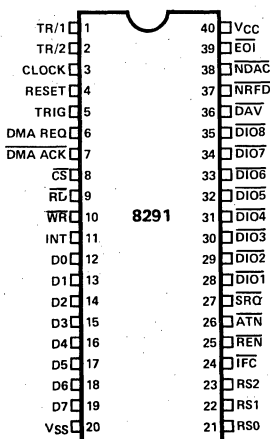 TR/1 1 40 VCC
TR/2 2 39 EOI
CLOCK 3 38 NDAC
RESET 4 37 NRFD
TRIG 5 36 DAV
DMA REQ 6 35 DIO8
DMA ACK 7 34 DIO7
CS 8 33 DIO6
RD 9 32 DIO5
WR 10 8291 31 DIO4
INT 11 30 DIO3
D0 12 29 DIO2
D1 13 28 DIO1
D2 14 27 SRQ
D3 15 26 ATN
D4 16 25 REN
D5 17 24 IFC
D6 18 23 RS2
D7 19 22 RS1
VSS 20 21 RS0